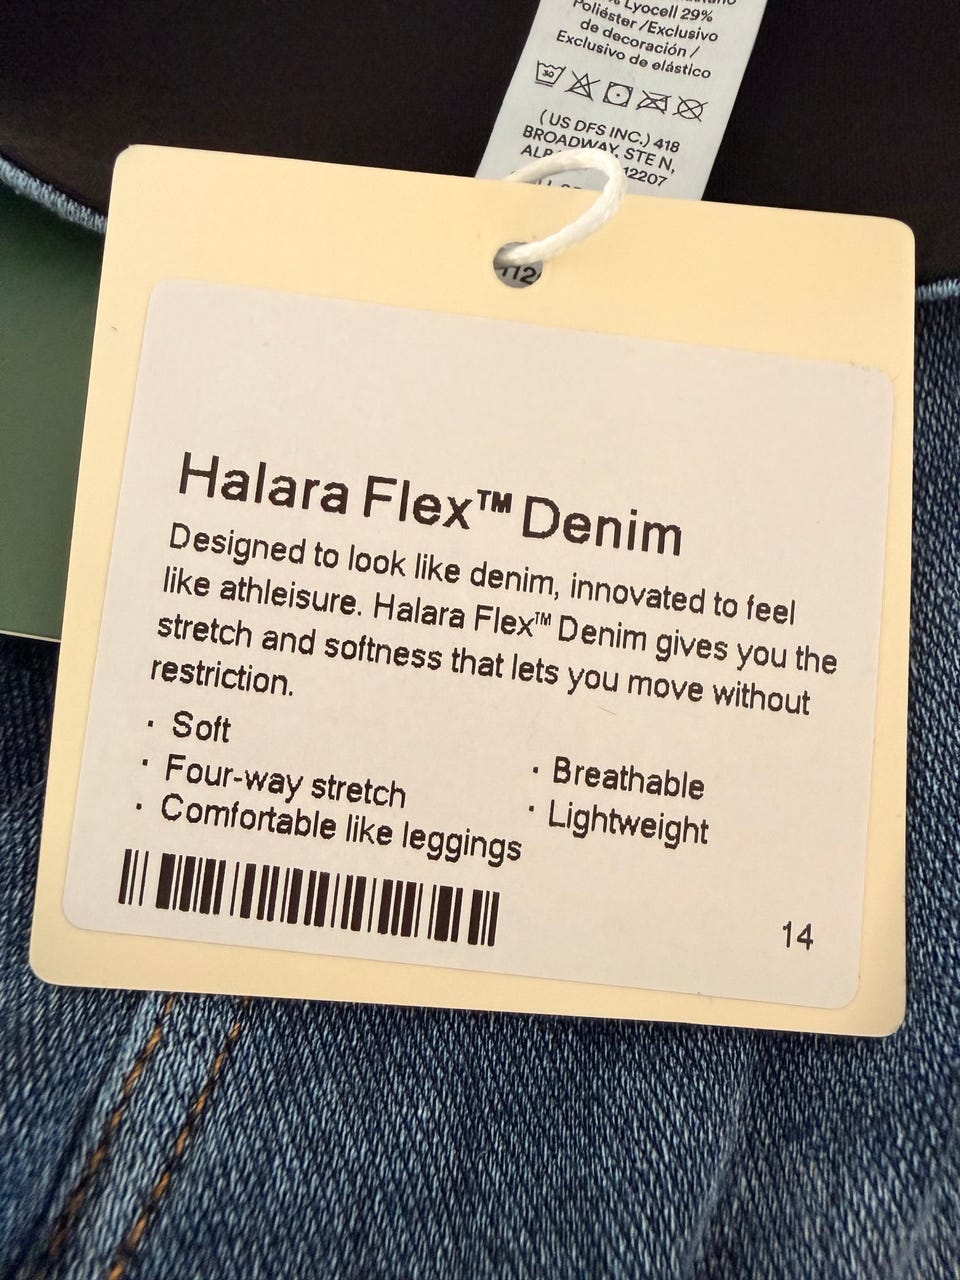 Lyocell 29%
Poliéster /Exclusivo
de decoración /
Exclusivo de elástico
30
( US DFS INC.) 418
BROADWAY, STE N,
12207
Halara Flex™ Denim
Designed to look like denim, innovated to feel
like athleisure. Halara Flex™ Denim gives you the
stretch and softness that lets you move without
restriction.
· Soft
· Four-way stretch
· Comfortable like leggings
· Breathable
· Lightweight
14